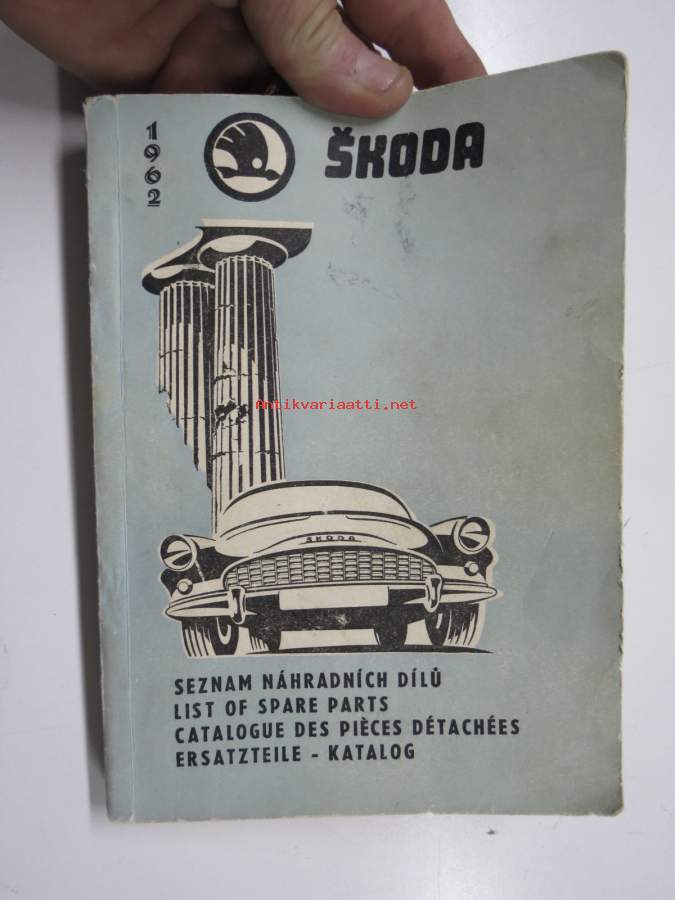 1962
ŠKODA
Antikvariaatti.net
ŠKODA
SEZNAM NÁHRADNÍCH DÍLŮ
LIST OF SPARE PARTS
CATALOGUE DES PIÈCES DÉTACHÉES
ERSATZTEILE - KATALOG